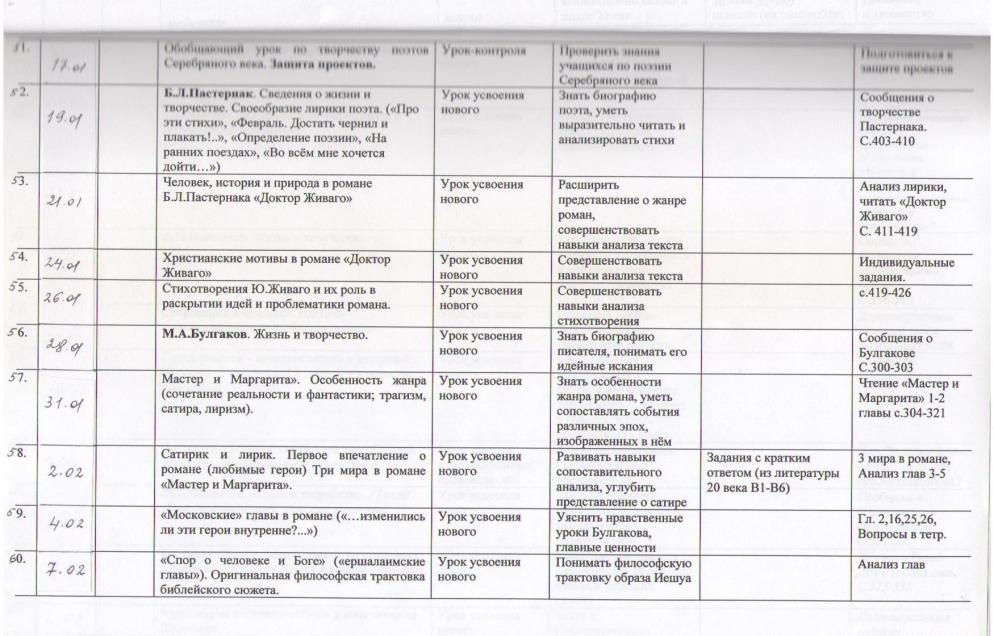 51.
17.01
Обобщающий урок по творчеству поэтов
Серебряного века. Защита проектов.
Урок-контроля
Проверить знания
учащихся по поэзии
Серебряного века
Подготовиться к
защите проектов
52.
19.01
Б.Л.Пастернак. Сведения о жизни и
творчестве. Своеобразие лирики поэта. («Про
эти стихи», «Февраль. Достать чернил и
плакать!..», «Определение поэзии», «На
ранних поездах», «Во всём мне хочется
дойти…»)
Урок усвоения
нового
Знать биографию
поэта, уметь
выразительно читать и
анализировать стихи
Сообщения о
творчестве
Пастернака.
С.403-410
53.
21.01
Человек, история и природа в романе
Б.Л.Пастернака «Доктор Живаго»
Урок усвоения
нового
Расширить
представление о жанре
роман,
совершенствовать
навыки анализа текста
Анализ лирики,
читать «Доктор
Живаго»
С. 411-419
54.
24.01
Христианские мотивы в романе «Доктор
Живаго»
Урок усвоения
нового
Совершенствовать
навыки анализа текста
Индивидуальные
задания.
55.
26.01
Стихотворения Ю.Живаго и их роль в
раскрытии идей и проблематики романа.
Урок усвоения
нового
Совершенствовать
навыки анализа
стихотворения
с.419-426
56.
28.01
М.А.Булгаков. Жизнь и творчество.
Урок усвоения
нового
Знать биографию
писателя, понимать его
идейные искания
Сообщения о
Булгакове
С.300-303
57.
31.01
Мастер и Маргарита». Особенность жанра
(сочетание реальности и фантастики; трагизм,
сатира, лиризм).
Урок усвоения
нового
Знать особенности
жанра романа, уметь
сопоставлять события
различных эпох,
изображенных в нём
Чтение «Мастер и
Маргарита» 1-2
главы с.304-321
58.
2.02
Сатирик и лирик. Первое впечатление о
романе (любимые герои) Три мира в романе
«Мастер и Маргарита».
Урок усвоения
нового
Развивать навыки
сопоставительного
анализа, углубить
представление о сатире
Задания с кратким
ответом (из литературы
20 века В1-В6)
3 мира в романе,
Анализ глав 3-5
59.
4.02
«Московские» главы в романе («…изменились
ли эти герои внутренне?...»)
Урок усвоения
нового
Уяснить нравственные
уроки Булгакова,
главные ценности
Гл. 2,16,25,26,
Вопросы в тетр.
60.
7.02
«Спор о человеке и Боге» («ершалаимские
главы»). Оригинальная философская трактовка
библейского сюжета.
Урок усвоения
нового
Понимать философскую
трактовку образа Иешуа
Анализ глав